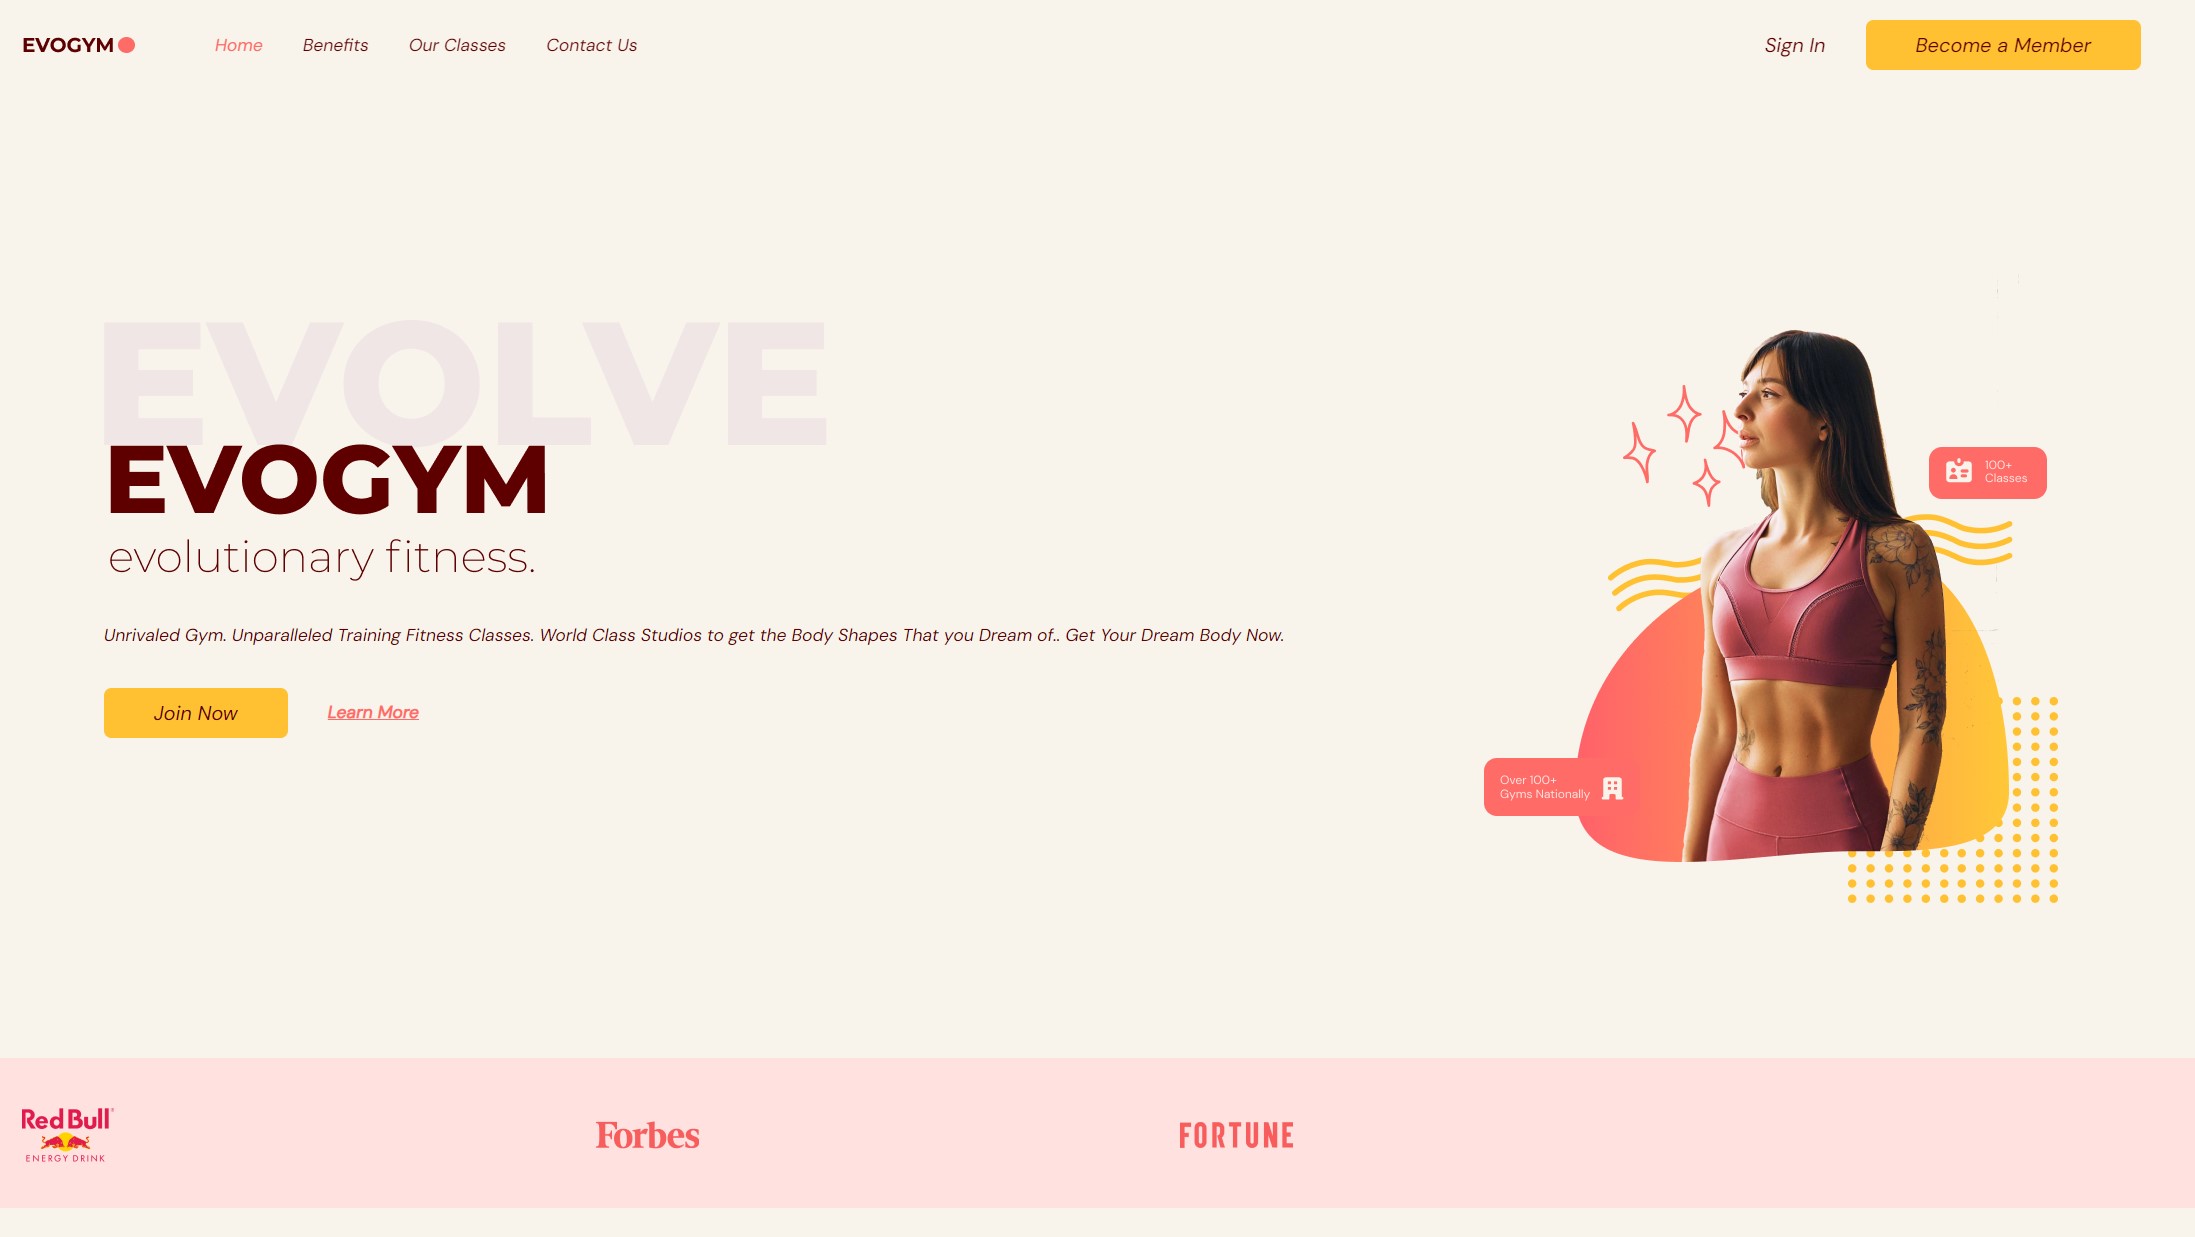 EVOGYM
Home Benefits Our Classes Contact Us
Sign In
Become a Member
EVOLVE
EVOGYM
evolutionary fitness.
Unrivaled Gym. Unparalleled Training Fitness Classes. World Class Studios to get the Body Shapes That you Dream of.. Get Your Dream Body Now.
Join Now
Learn More
100+
Classes
Over 100+
Gyms Nationally
Red Bull
ENERGY DRINK
Forbes
FORTUNE